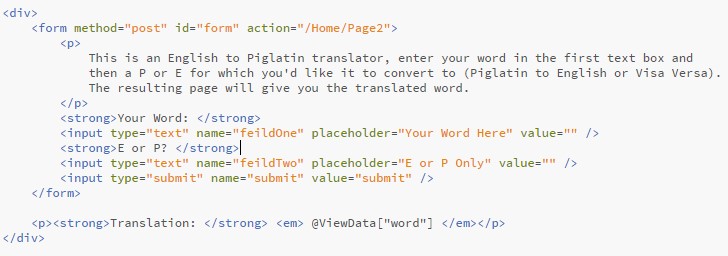 <div>
<form method="post" id="form" action="/Home/Page2">
<p>
This is an English to Piglatin translator, enter your word in the first text box and
then a P or E for which you'd like it to convert to (Piglatin to English or Visa Versa).
The resulting page will give you the translated word.
</p>
<strong>Your Word: </strong>
<input type="text" name="feildOne" placeholder="Your Word Here" value="" />
<strong>E or P? </strong>
<input type="text" name="feildTwo" placeholder="E or P Only" value="" />
<input type="submit" name="submit" value="submit" />
</form>
<p><strong>Translation: </strong> <em> @ViewData["word"] </em></p>
</div>